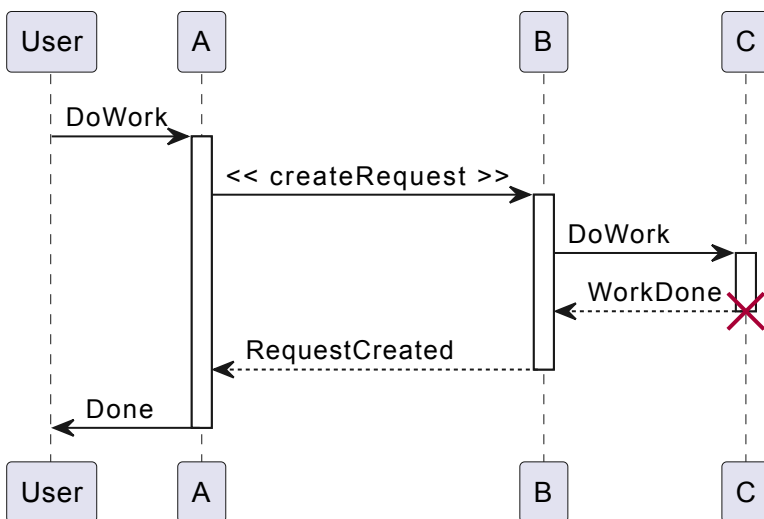 User A B C
DoWork
<< createRequest >>
DoWork
WorkDone
RequestCreated
Done
User A B C